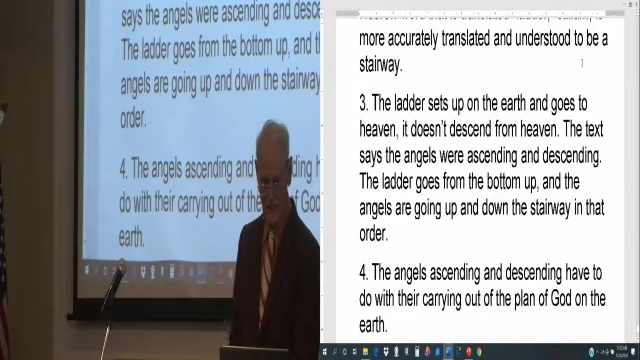 says the angels were ascending and desce
The ladder goes from the bottom up, and th
angels are going up and down the stairway
order.
4. The angels ascending and
ding ha
do with their carrying out of the
of God
earth.
more accurately translated and understood to be a
stairway.
3. The ladder sets up on the earth and goes to
heaven, it doesn't descend from heaven. The text
says the angels were ascending and descending.
The ladder goes from the bottom up, and the
angels are going up and down the stairway in that
order.
4. The angels ascending and descending have to
do with their carrying out of the plan of God on the
earth.